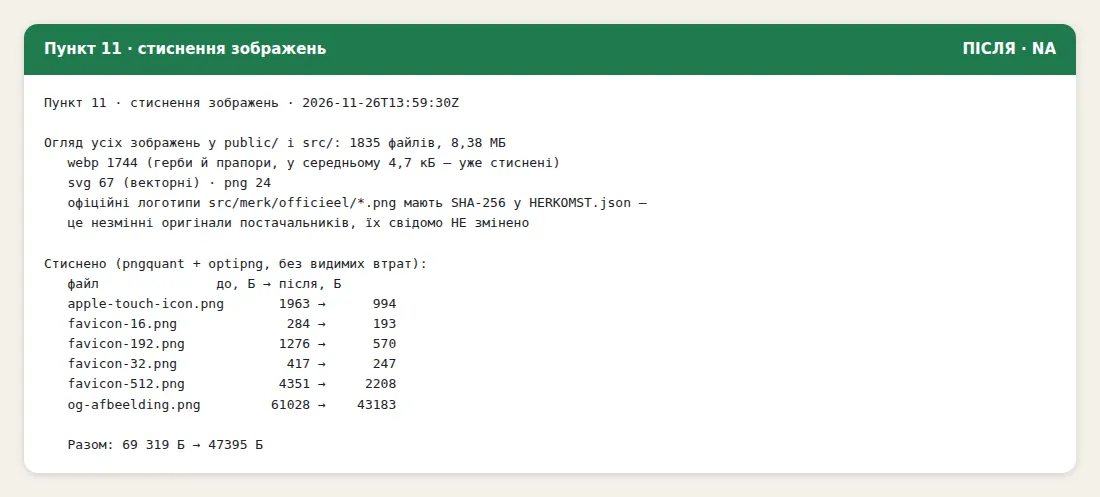 Пункт 11 · стиснення зображень
ПІСЛЯ · NA
Пункт 11 · стиснення зображень · 2026-11-26T13:59:30Z
Огляд усіх зображень у public/ і src/: 1835 файлів, 8,38 МБ
webp 1744 (герби й прапори, у середньому 4,7 кБ — уже стиснені)
svg 67 (векторні) · png 24
офіційні логотипи src/merk/officieel/*.png мають SHA-256 у HERKOMST.json —
це незмінні оригінали постачальників, їх свідомо НЕ змінено
Стиснено (pngquant + optipng, без видимих втрат):
файл до, Б → після, Б
apple-touch-icon.png 1963 → 994
favicon-16.png 284 → 193
favicon-192.png 1276 → 570
favicon-32.png 417 → 247
favicon-512.png 4351 → 2208
og-afbeelding.png 61028 → 43183
Разом: 69 319 Б → 47395 Б